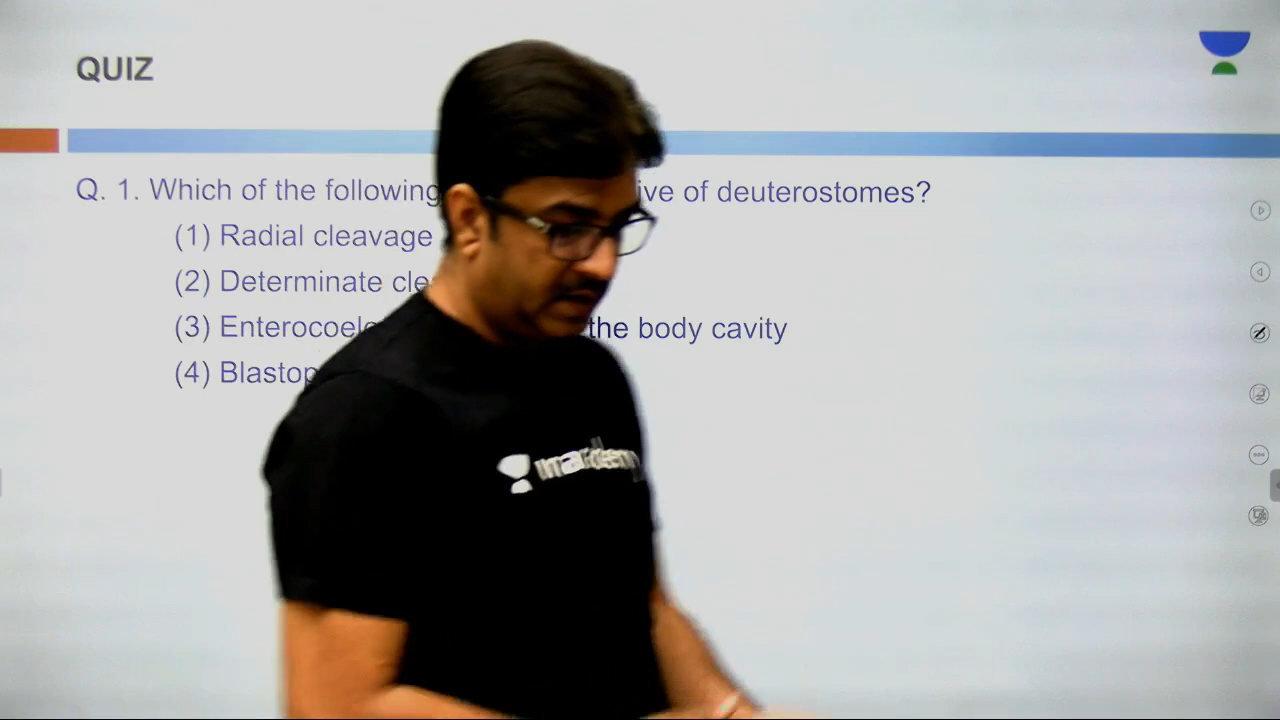 QUIZ
Q. 1. Which of the following ive of deuterostomes?
(1) Radial cleavage
(2) Determinate cle
(3) Enterocoel the body cavity
(4) Blastop